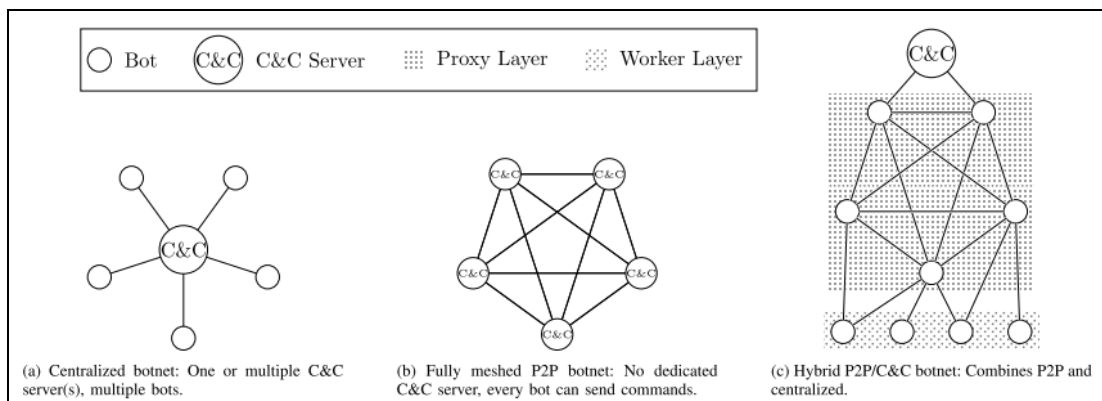 Bot
C&C
C&C Server
Proxy Layer
Worker Layer
C&C
C&C
C&C
C&C
C&C
C&C
C&C
(a) Centralized botnet: One or multiple C&C
server(s), multiple bots.
(b) Fully meshed P2P botnet: No dedicated
C&C server, every bot can send commands.
(c) Hybrid P2P/C&C botnet: Combines P2P and
centralized.